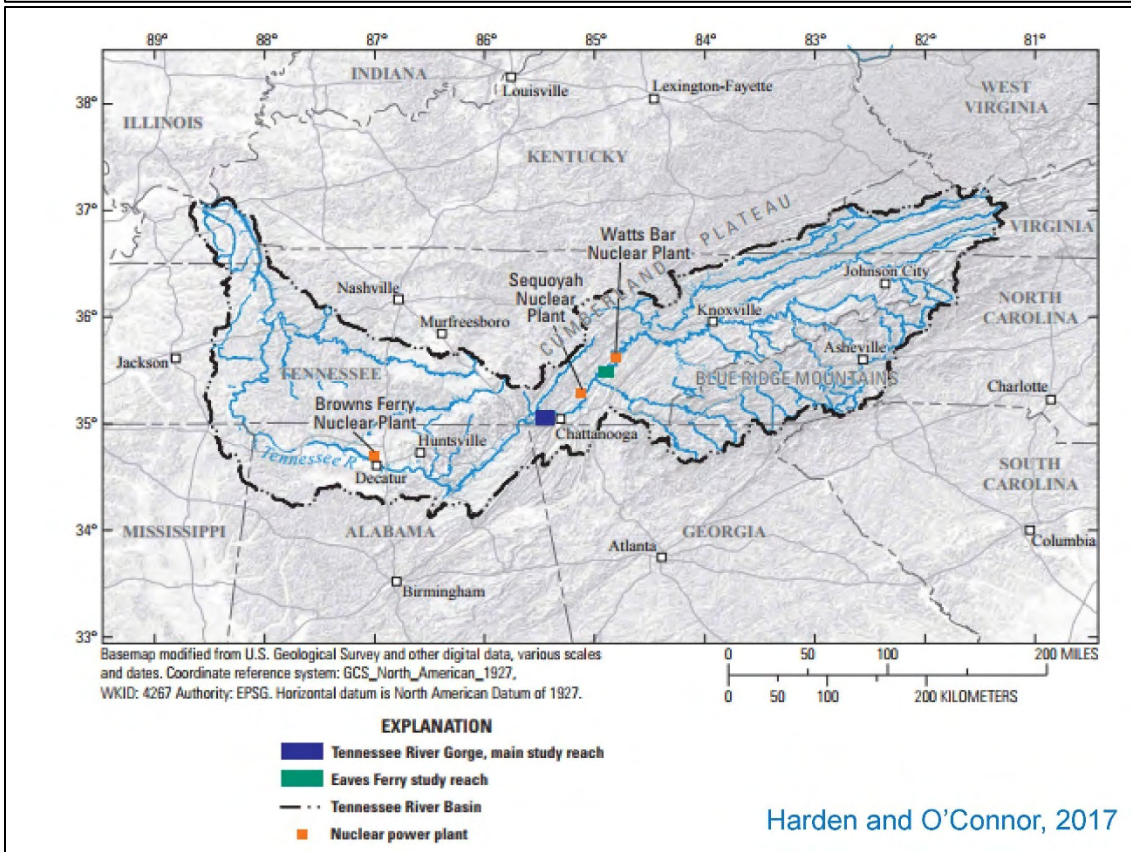 89° 88° 87° 86° 85° 84° 83° 82° 81°
38°
37°
36°
35°
34°
33°
INDIANA
Louisville
Lexington-Fayette
WEST
VIRGINIA
ILLINOIS
KENTUCKY
VIRGINIA
CUMBERLAND PLATEAU
Watts Bar
Nuclear Plant
Sequoyah
Nuclear
Plant
Johnson City
Nashville
Knoxville
NORTH
CAROLINA
Murfreesboro
Asheville
Jackson
TENNESSEE
BLUE RIDGE MOUNTAINS
Charlotte
Browns Ferry
Nuclear Plant
Chattanooga
Huntsville
Tennessee R
Decatur
SOUTH
CAROLINA
MISSISSIPPI
ALABAMA
Atlanta
GEORGIA
Columbia
Birmingham
Basemap modified from U.S. Geological Survey and other digital data, various scales
and dates. Coordinate reference system: GCS_North_American_1927,
WKID: 4267 Authority: EPSG. Horizontal datum is North American Datum of 1927.
0 50 100 200 MILES
0 50 100 200 KILOMETERS
EXPLANATION
Tennessee River Gorge, main study reach
Eaves Ferry study reach
Tennessee River Basin
Nuclear power plant
Harden and O'Connor, 2017